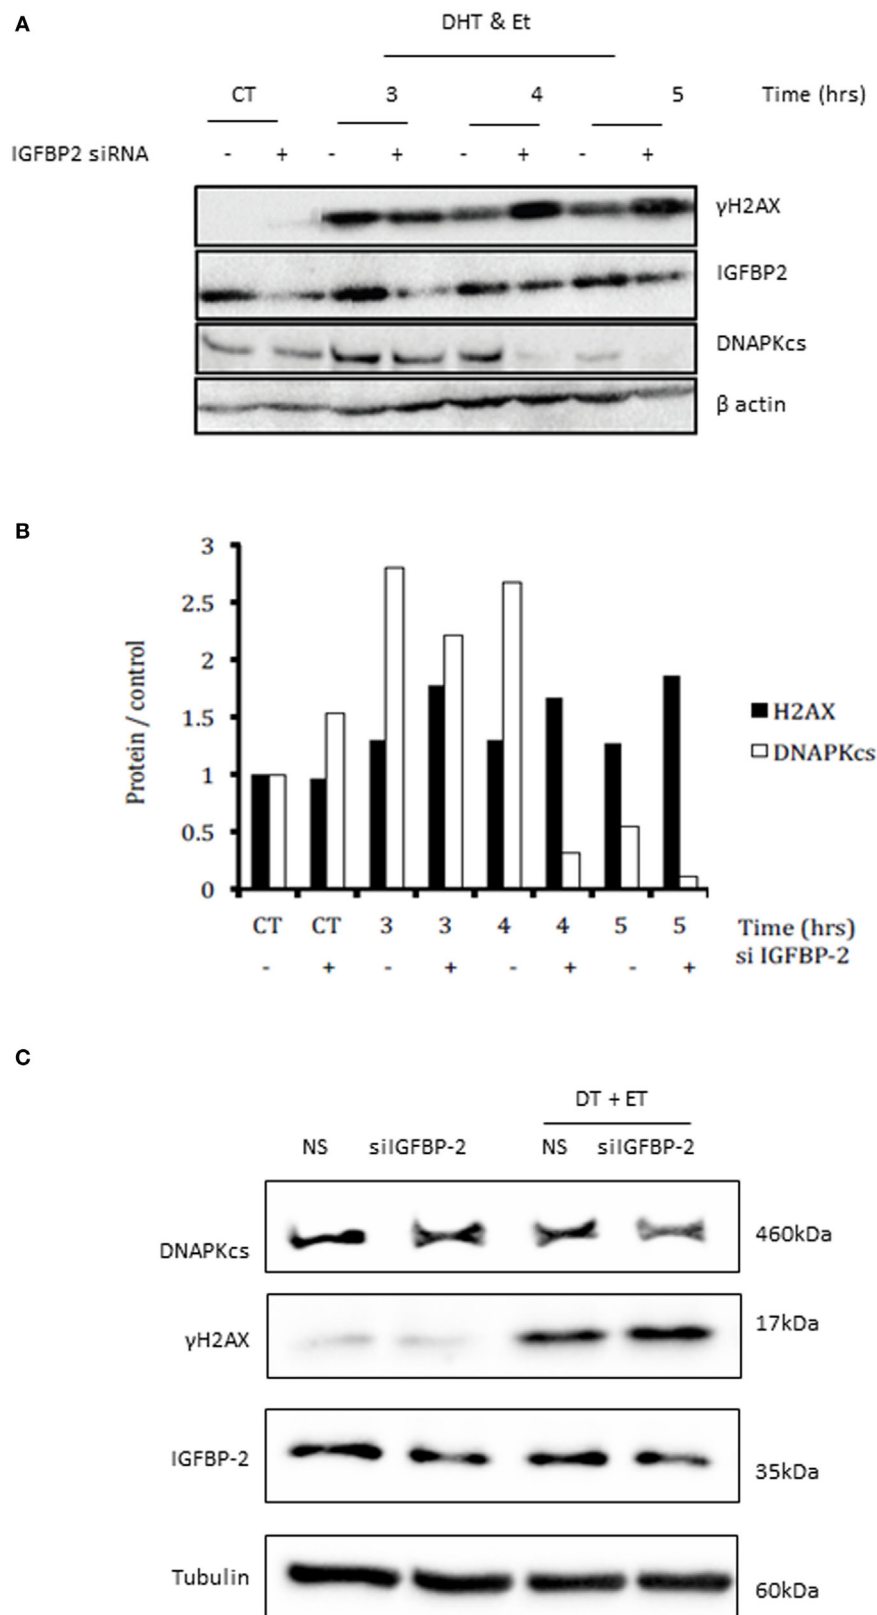 A
DHT & Et
CT 3 4 5 Time (hrs)
IGFBP2 siRNA - + - + - + - +
γH2AX
IGFBP2
DNAPKcs
β actin
B
3
2.5
2
1.5
1
0.5
0
Protein / control
H2AX
DNAPKcs
CT CT 3 3 4 4 5 5 Time (hrs)
- + - + - + - + si IGFBP-2
C
DT + ET
NS siIGFBP-2 NS siIGFBP-2
DNAPKcs 460kDa
γH2AX 17kDa
IGFBP-2 35kDa
Tubulin 60kDa